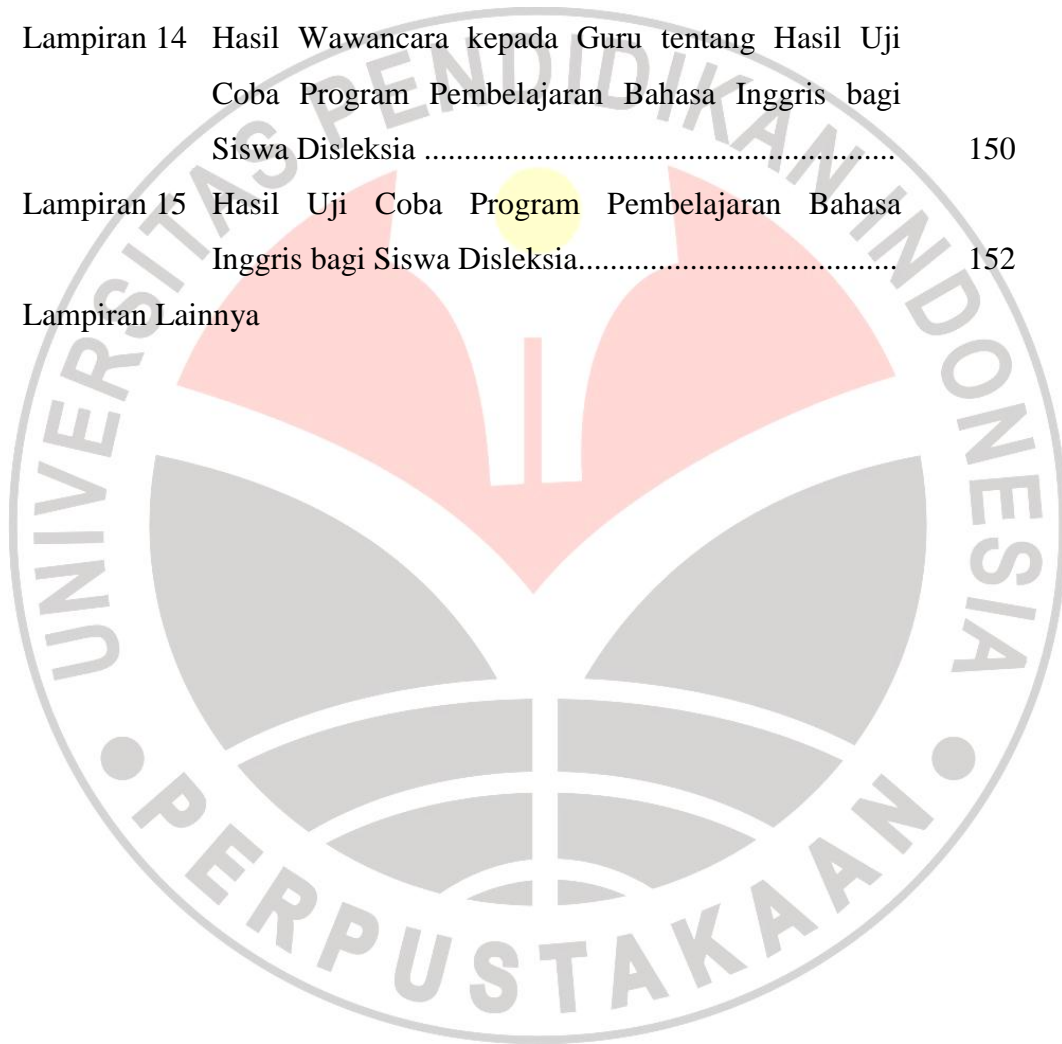 Lampiran 14 Hasil Wawancara kepada Guru tentang Hasil Uji
Coba Program Pembelajaran Bahasa Inggris bagi
Siswa Disleksia ........................................................... 150
Lampiran 15 Hasil Uji Coba Program Pembelajaran Bahasa
Inggris bagi Siswa Disleksia........................................ 152
Lampiran Lainnya
UNIVERSITAS PENDIDIKAN INDONESIA
PERPUSTAKAAN